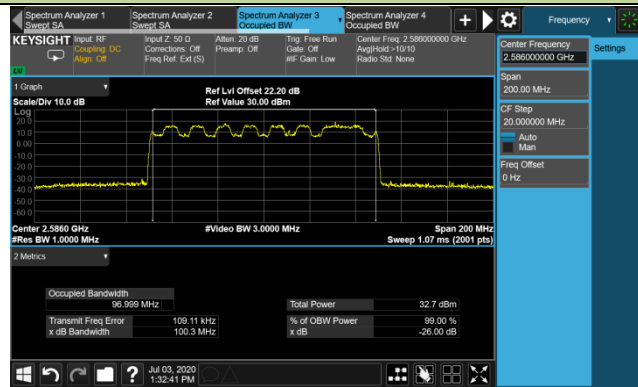 Spectrum Analyzer 1
Swept SA
Spectrum Analyzer 2
Swept SA
Spectrum Analyzer 3
Occupied BW
Spectrum Analyzer 4
Occupied BW
+
Frequency
KEYSIGHT
Input: RF
Coupling: DC
Align: Off
Input Z: 50 Ω
Corrections: Off
Freq Ref: Ext (S)
Atten: 20 dB
Preamp: Off
Trig: Free Run
Gate: Off
#IF Gain: Low
Center Freq: 2.586000000 GHz
Avg|Hold:>10/10
Radio Std: None
LM
Center Frequency
2.586000000 GHz
Settings
Span
200.00 MHz
CF Step
20.000000 MHz
Auto
Man
Freq Offset
0 Hz
1 Graph
Scale/Div 10.0 dB
Ref Lvl Offset 22.20 dB
Ref Value 30.00 dBm
Log
20.0
10.0
0.00
-10.0
-20.0
-30.0
-40.0
-50.0
-60.0
Center 2.5860 GHz
#Video BW 3.0000 MHz
Span 200 MHz
#Res BW 1.0000 MHz
Sweep 1.07 ms (2001 pts)
2 Metrics
Occupied Bandwidth
96.999 MHz
Total Power
32.7 dBm
Transmit Freq Error
109.11 kHz
% of OBW Power
99.00 %
x dB Bandwidth
100.3 MHz
x dB
-26.00 dB
?
Jul 03, 2020
1:32:41 PM